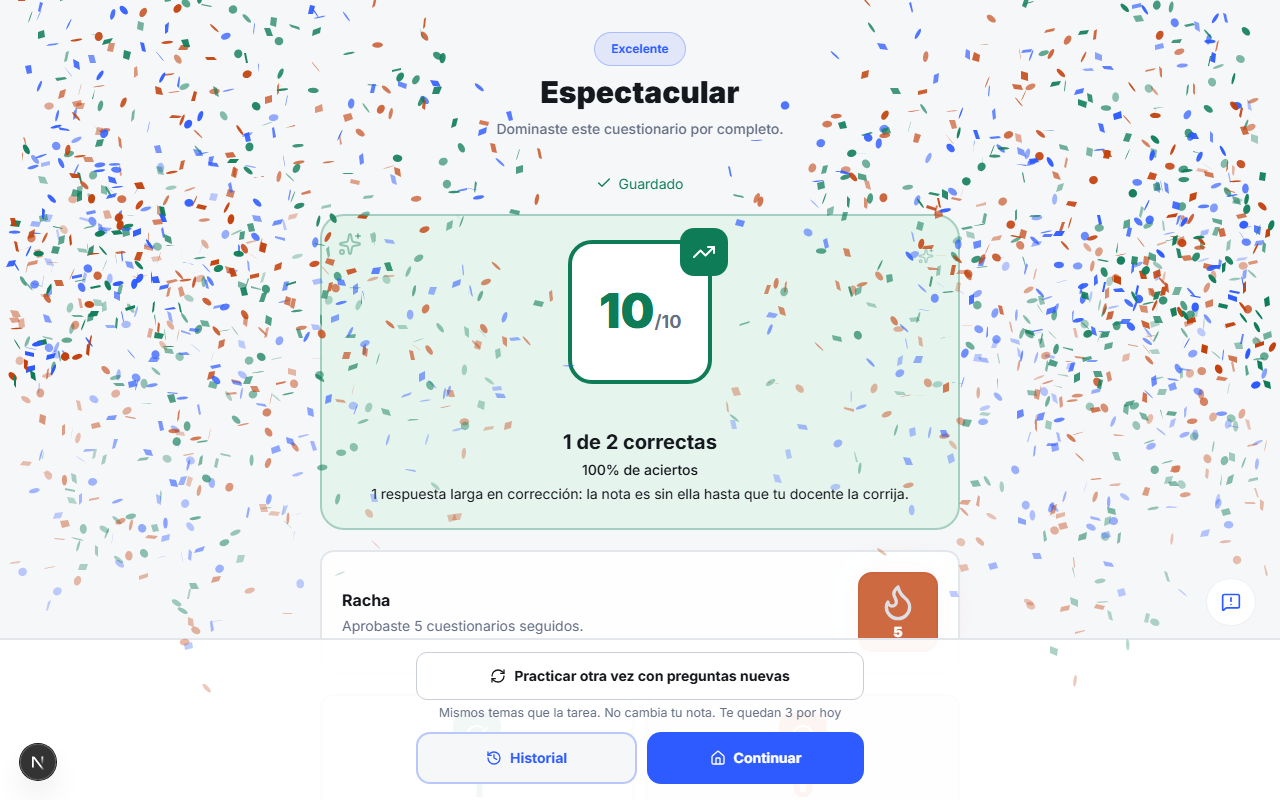 Excelente
Espectacular
Dominaste este cuestionario por completo.
Guardado
10/10
1 de 2 correctas
100% de aciertos
1 respuesta larga en corrección: la nota es sin ella hasta que tu docente la corrija.
Racha
Aprobaste 5 cuestionarios seguidos.
5
Practicar otra vez con preguntas nuevas
Mismos temas que la tarea. No cambia tu nota. Te quedan 3 por hoy
Historial
Continuar
N